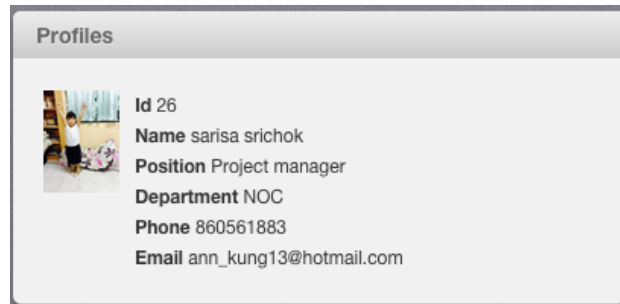 Profiles
Id 26
Name sarisa srichok
Position Project manager
Department NOC
Phone 860561883
Email ann_kung13@hotmail.com